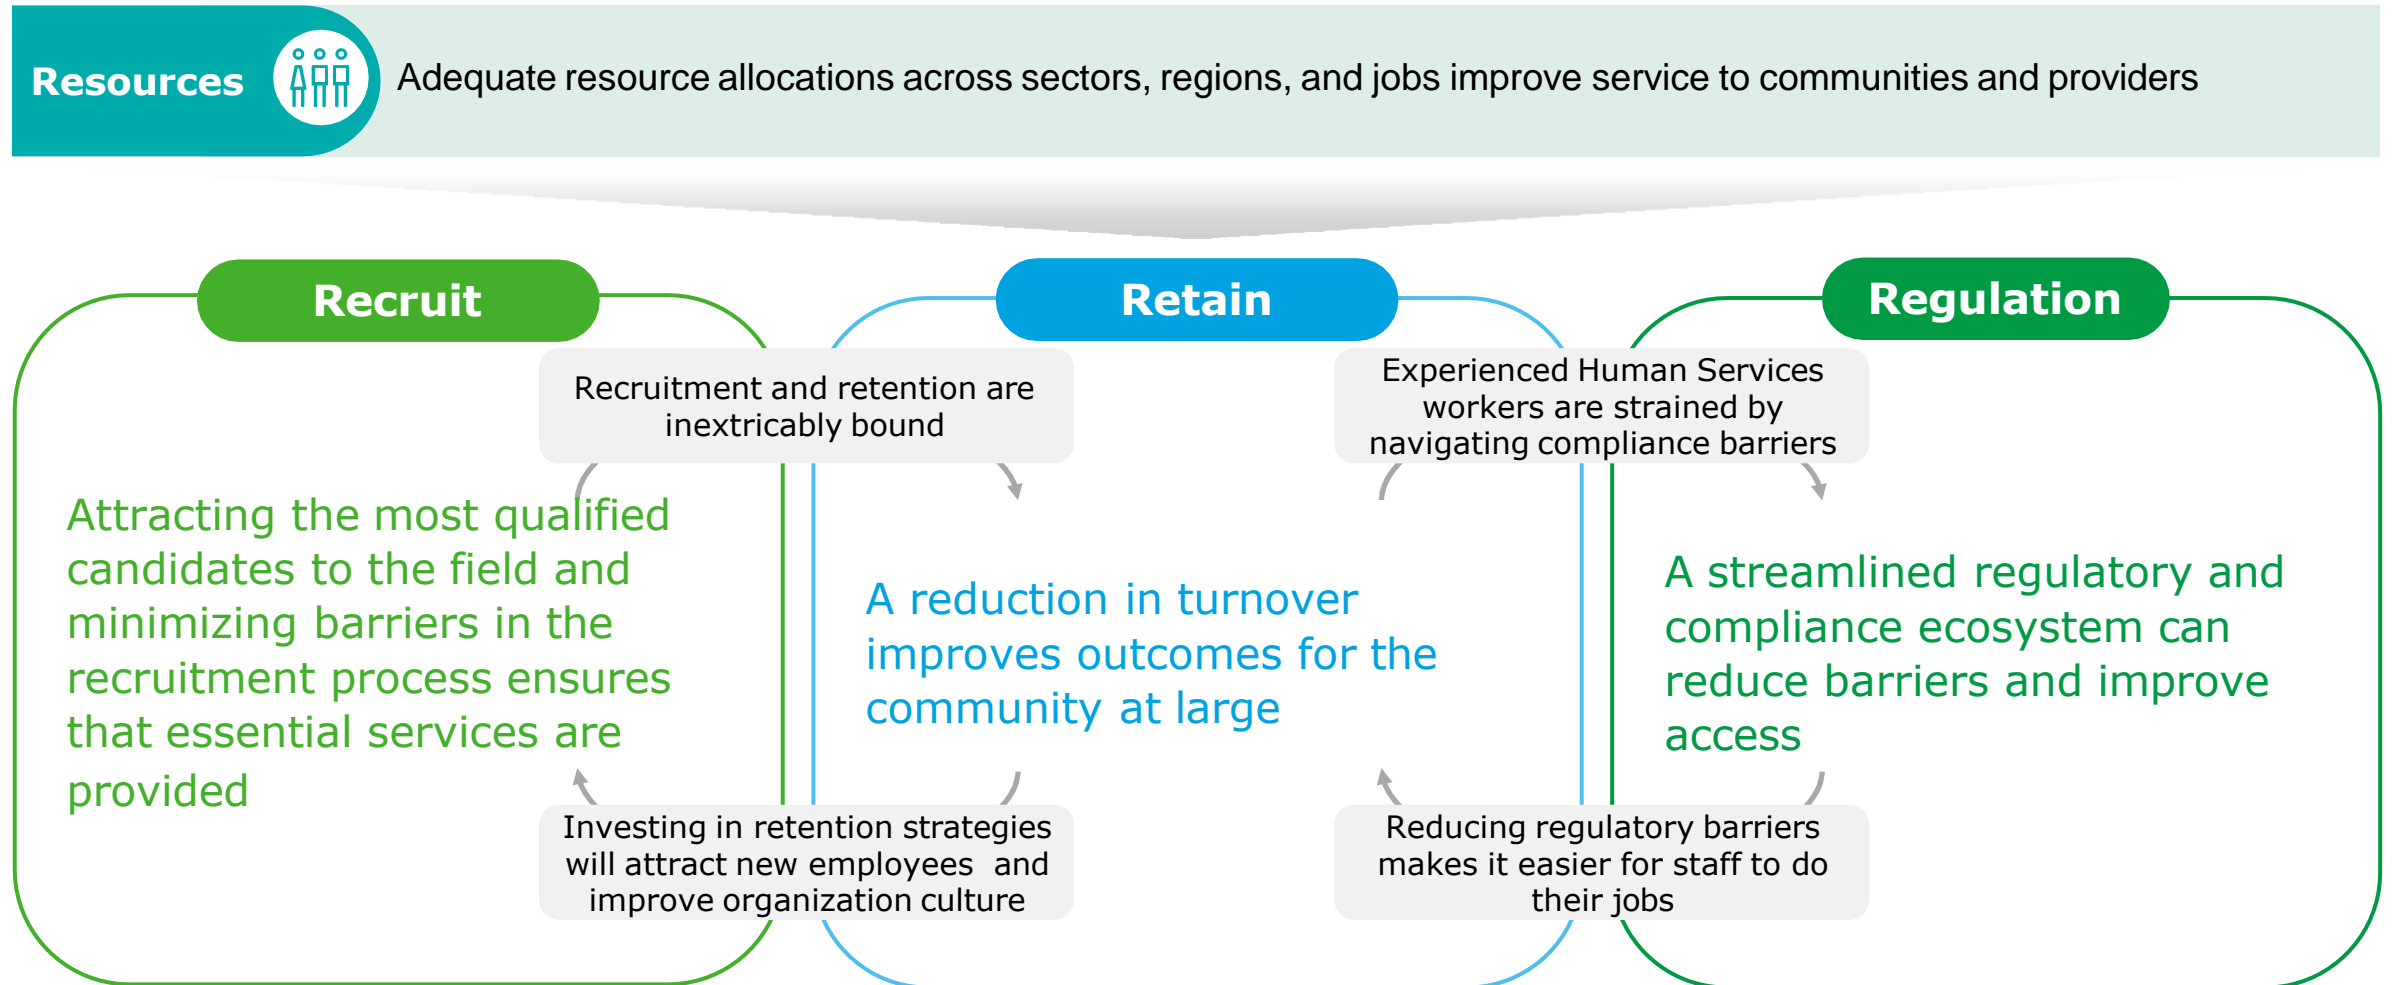 Resources
Adequate resource allocations across sectors, regions, and jobs improve service to communities and providers
Recruit
Retain
Regulation
Recruitment and retention are
inextricably bound
Experienced Human Services
workers are strained by
navigating compliance barriers
Attracting the most qualified
candidates to the field and
minimizing barriers in the
recruitment process ensures
that essential services are
provided
A reduction in turnover
improves outcomes for the
community at large
A streamlined regulatory and
compliance ecosystem can
reduce barriers and improve
access
Investing in retention strategies
will attract new employees  and
improve organization culture
Reducing regulatory barriers
makes it easier for staff to do
their jobs